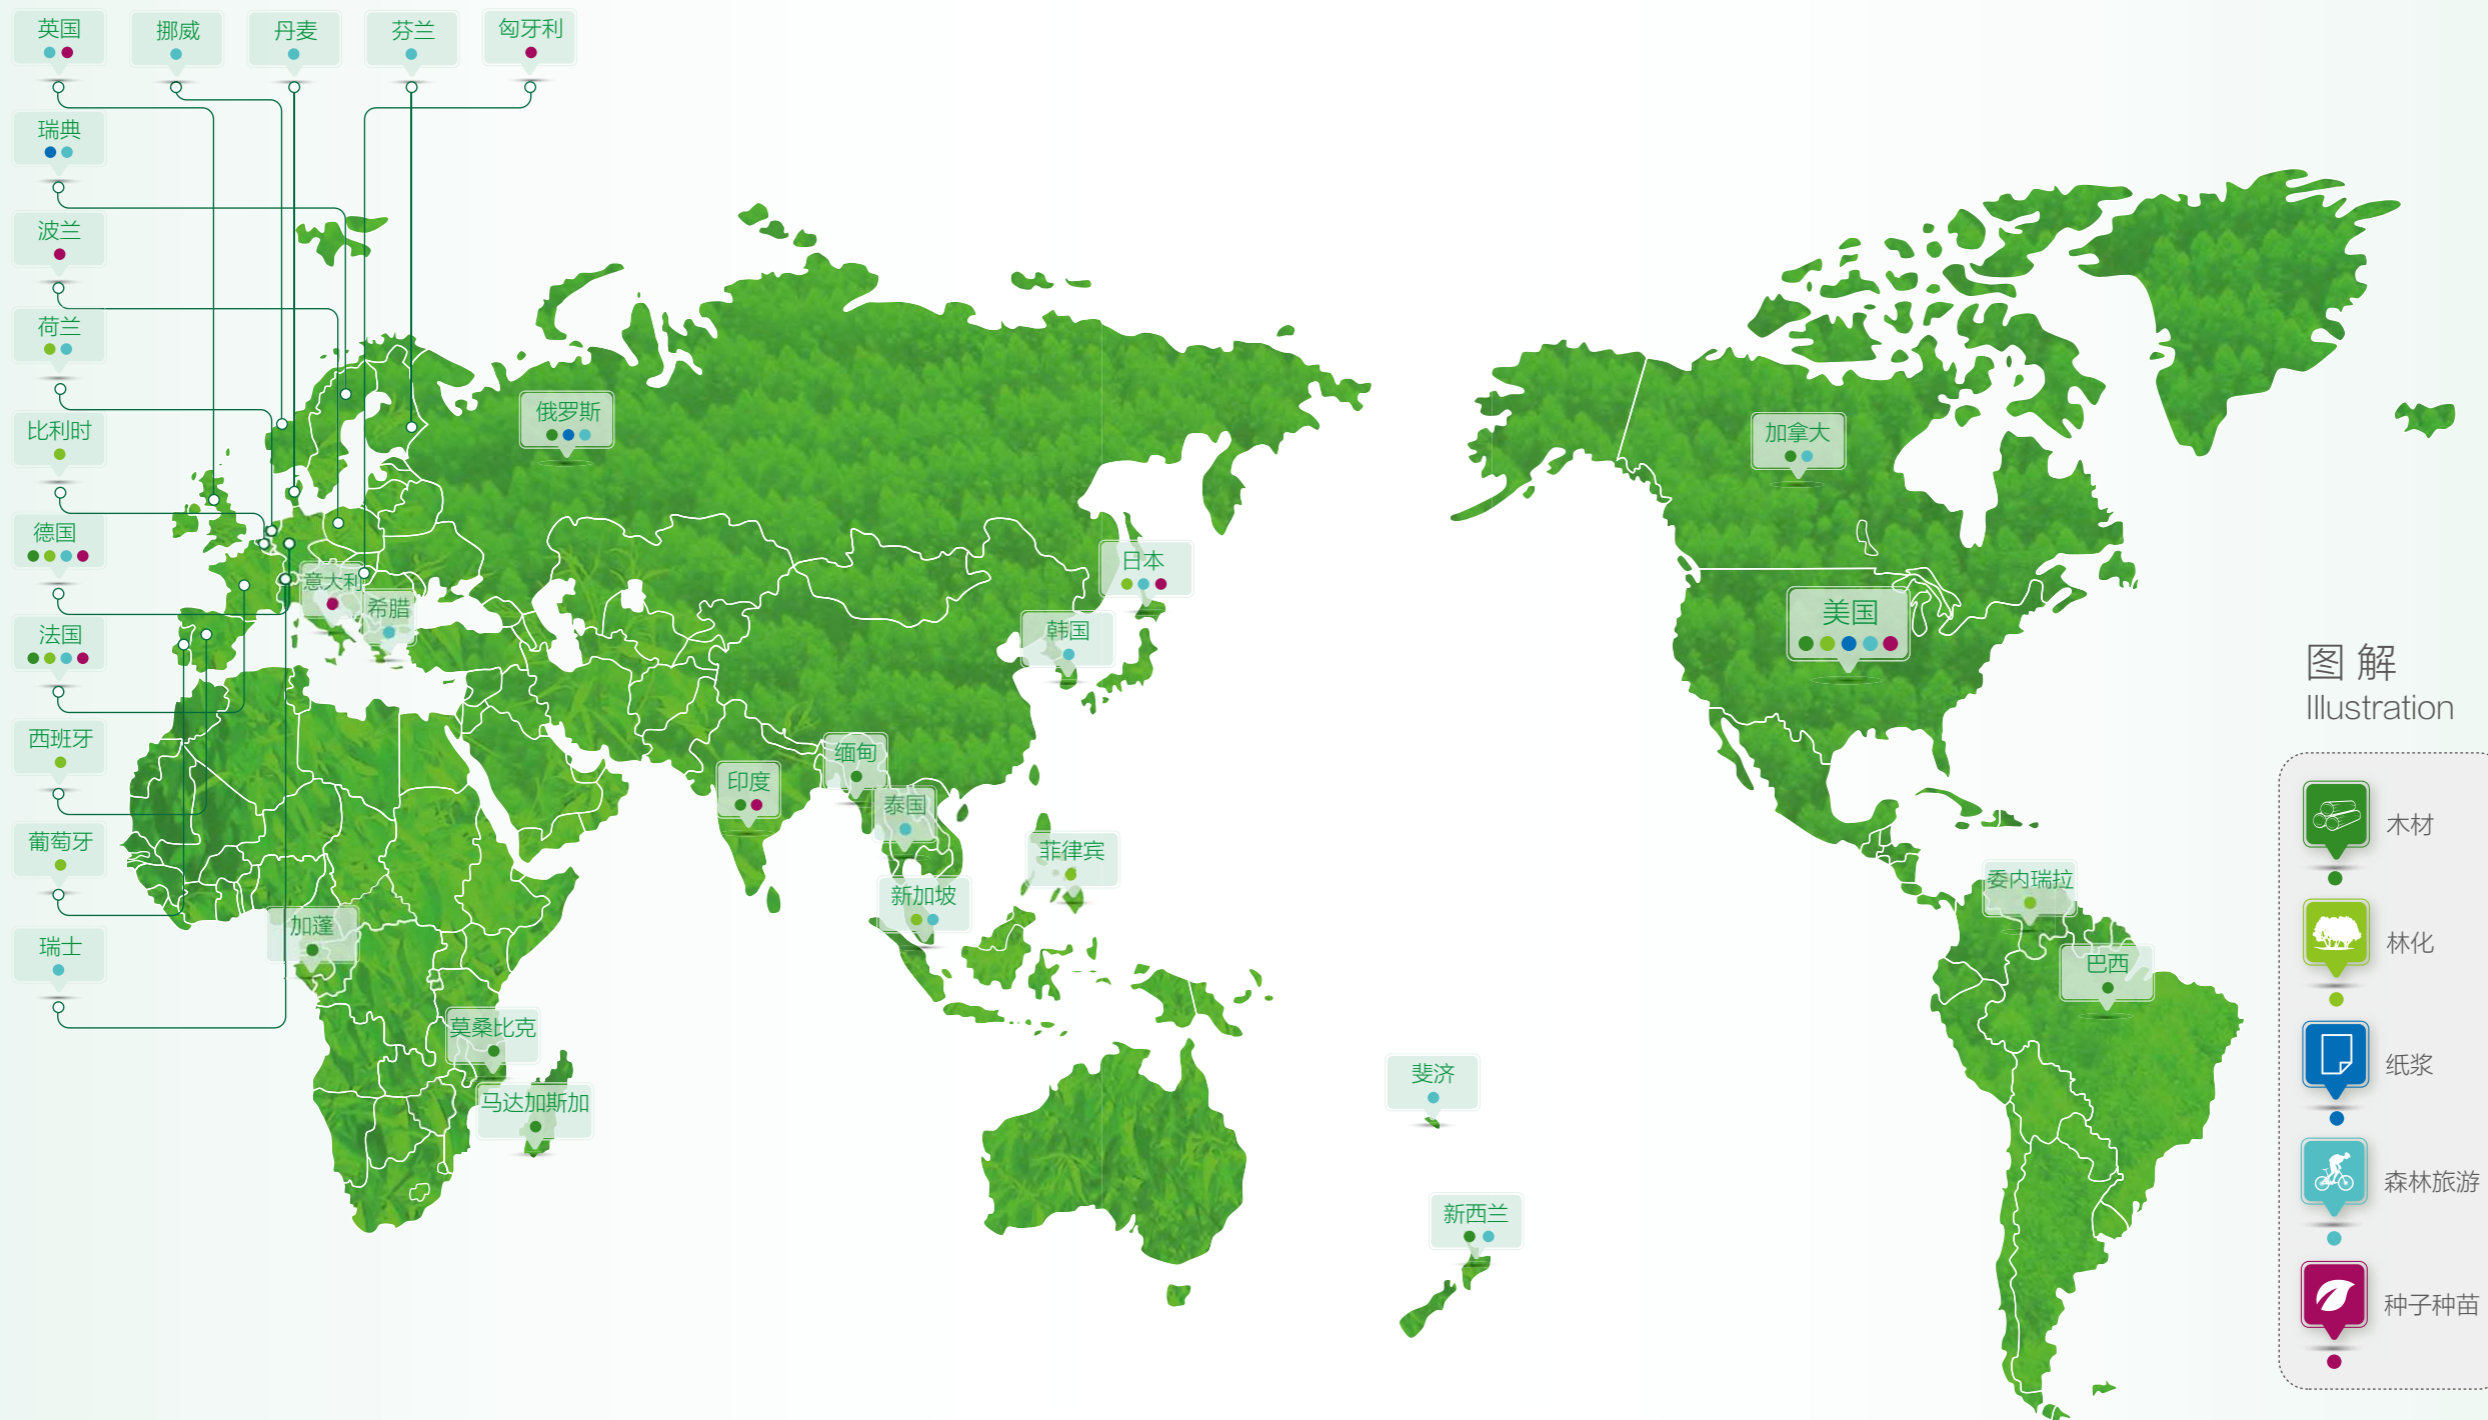 英国
挪威
丹麦
芬兰
匈牙利
瑞典
波兰
荷兰
比利时
德国
法国
西班牙
葡萄牙
瑞士
俄罗斯
意大利
希腊
日本
韩国
缅甸
印度
泰国
菲律宾
新加坡
加蓬
莫桑比克
马达加斯加
斐济
新西兰
加拿大
美国
委内瑞拉
巴西
图解
Illustration
木材
林化
纸浆
森林旅游
种子种苗